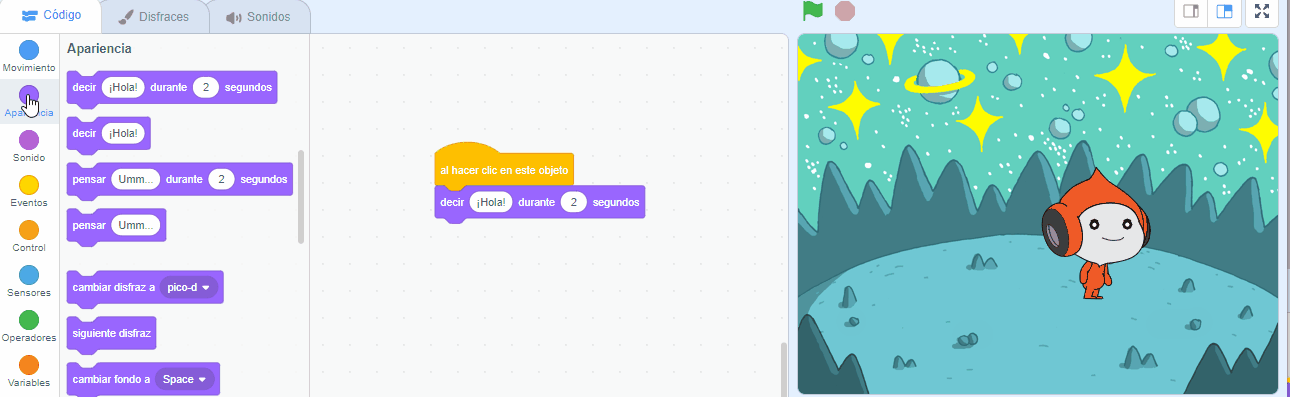 Código Disfraces Sonidos
Movimiento
Apariencia
Sonido
Eventos
Control
Sensores
Operadores
Variables
Apariencia
decir ¡Hola! durante 2 segundos
decir ¡Hola!
pensar Umm... durante 2 segundos
pensar Umm...
cambiar disfraz a pico-d
siguiente disfraz
cambiar fondo a Space
al hacer clic en este objeto
decir ¡Hola! durante 2 segundos